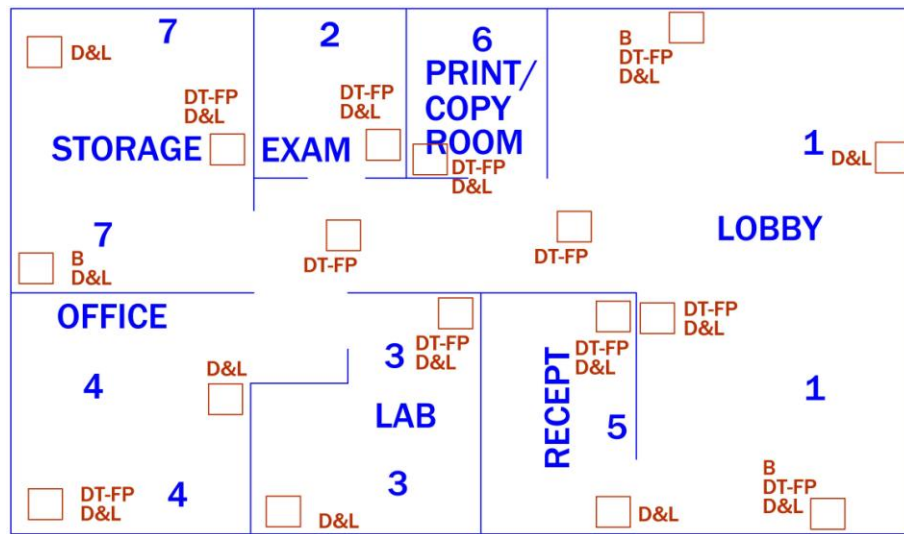 7
D&L
DT-FP
D&L
STORAGE
7
B
D&L
2
DT-FP
D&L
EXAM
6
PRINT/
COPY
ROOM
DT-FP
D&L
DT-FP
DT-FP
B
DT-FP
D&L
1
D&L
LOBBY
OFFICE
D&L
4
DT-FP
D&L
4
DT-FP
D&L
3
LAB
3
D&L
DT-FP
D&L
RECEPT
5
D&L
DT-FP
D&L
1
B
DT-FP
D&L